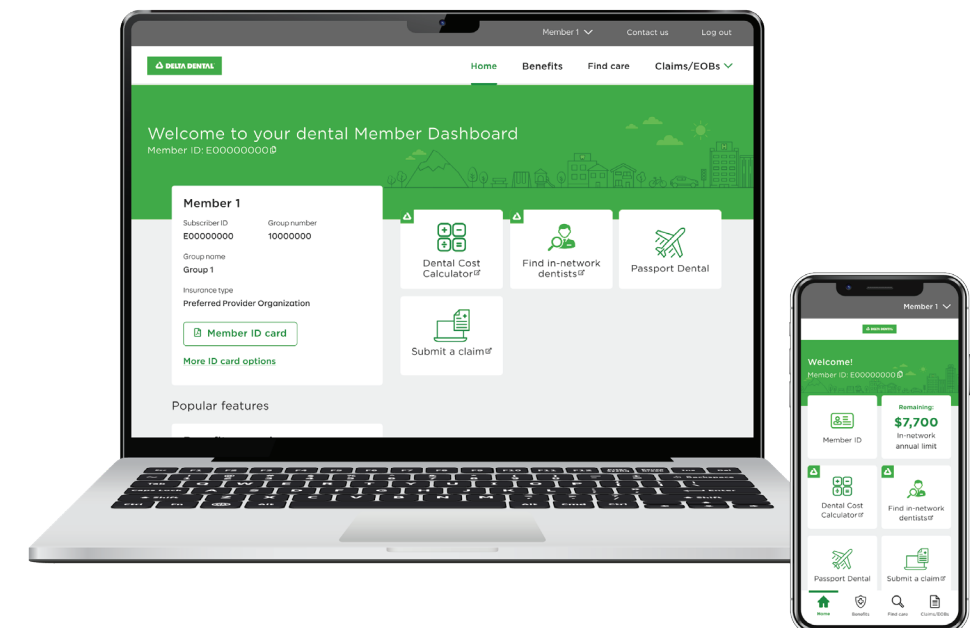 Member 1
Contact us
Log out
DELTA DENTAL
Home
Benefits
Find care
Claims/EOBs
Welcome to your dental Member Dashboard
Member ID: E00000000
Member 1
Subscriber ID
Group number
E00000000
10000000
Group name
Group 1
Insurance type
Preferred Provider Organization
Member ID card
More ID card options
Dental Cost
Calculator
Find in-network
dentists
Passport Dental
Submit a claim
Popular features
Member 1
DELTA DENTAL
Welcome!
Member ID: E00000000
Member ID
Remaining:
$7,700
In-network
annual limit
Dental Cost
Calculator
Find in-network
dentists
Passport Dental
Submit a claim
Home
Benefits
Find care
Claims/EOBs